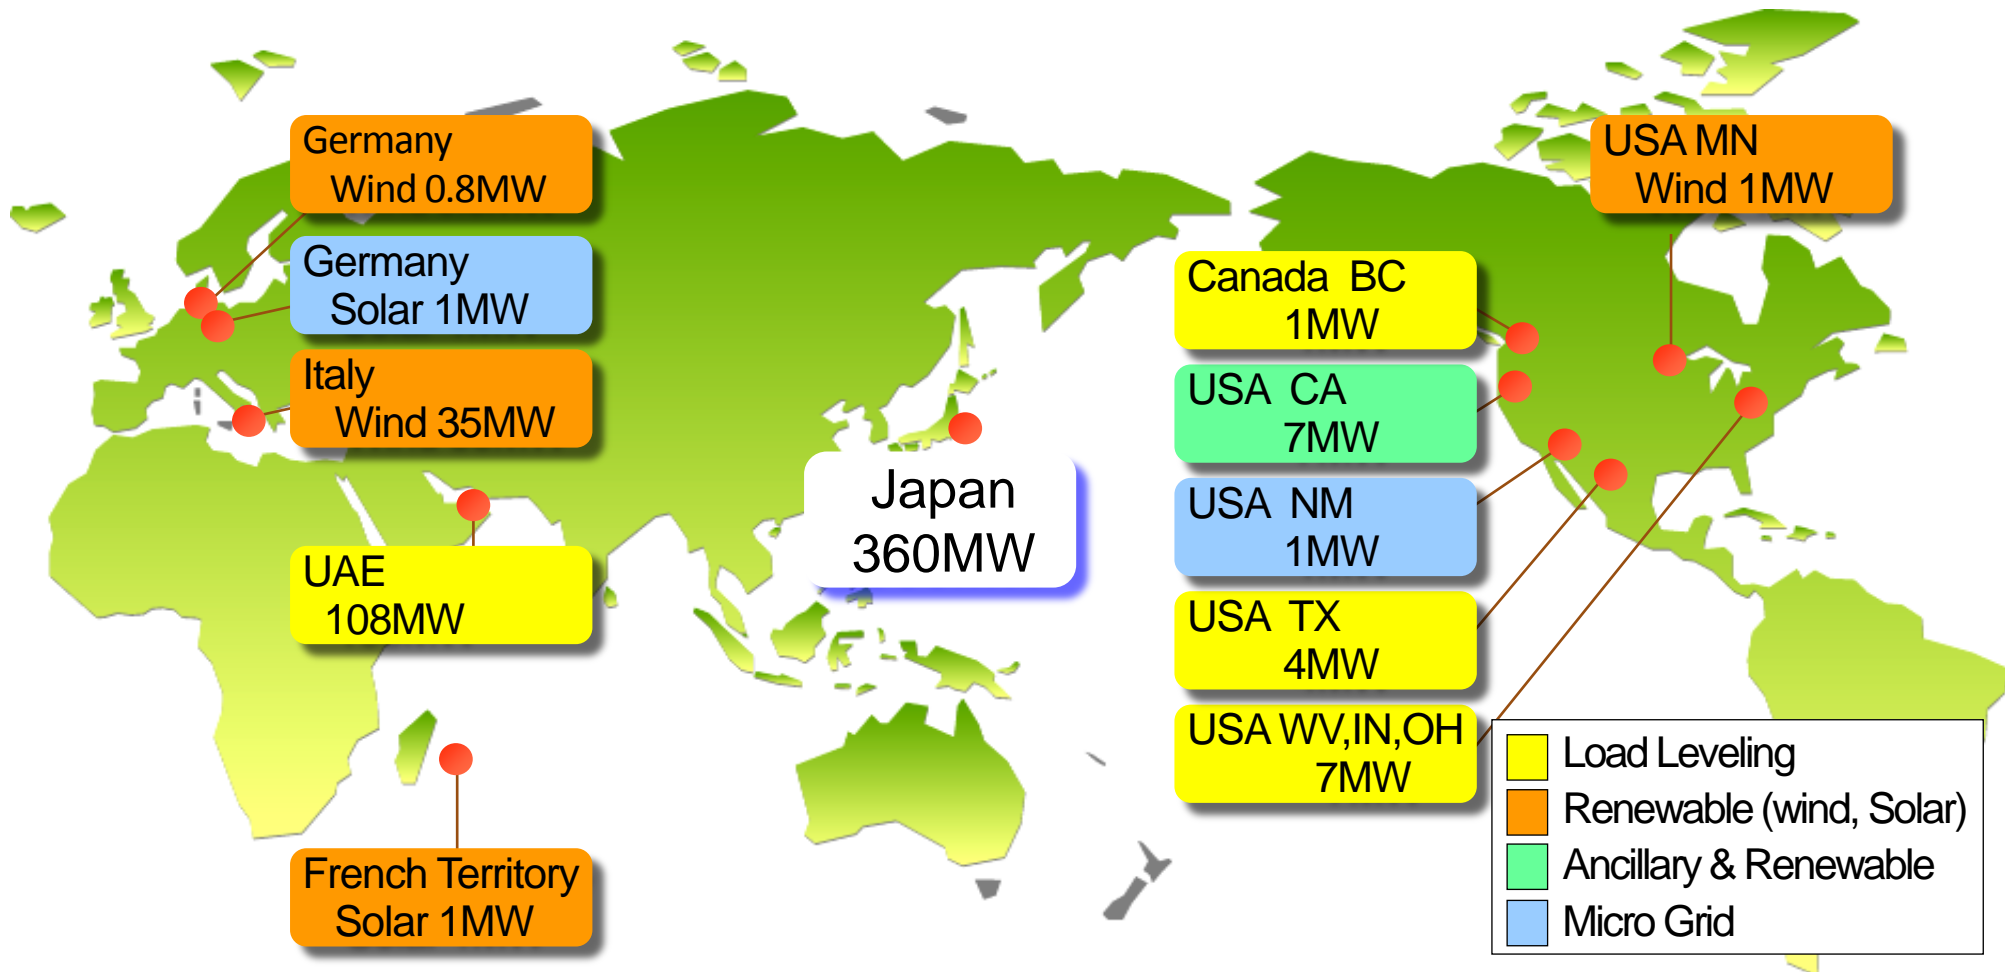 Germany
Wind 0.8MW
Germany
Solar 1MW
Italy
Wind 35MW
UAE
108MW
French Territory
Solar 1MW
Japan
360MW
USA MN
Wind 1MW
Canada BC
1MW
USA CA
7MW
USA NM
1MW
USA TX
4MW
USA WV,IN,OH
7MW
Load Leveling
Renewable (wind, Solar)
Ancillary & Renewable
Micro Grid